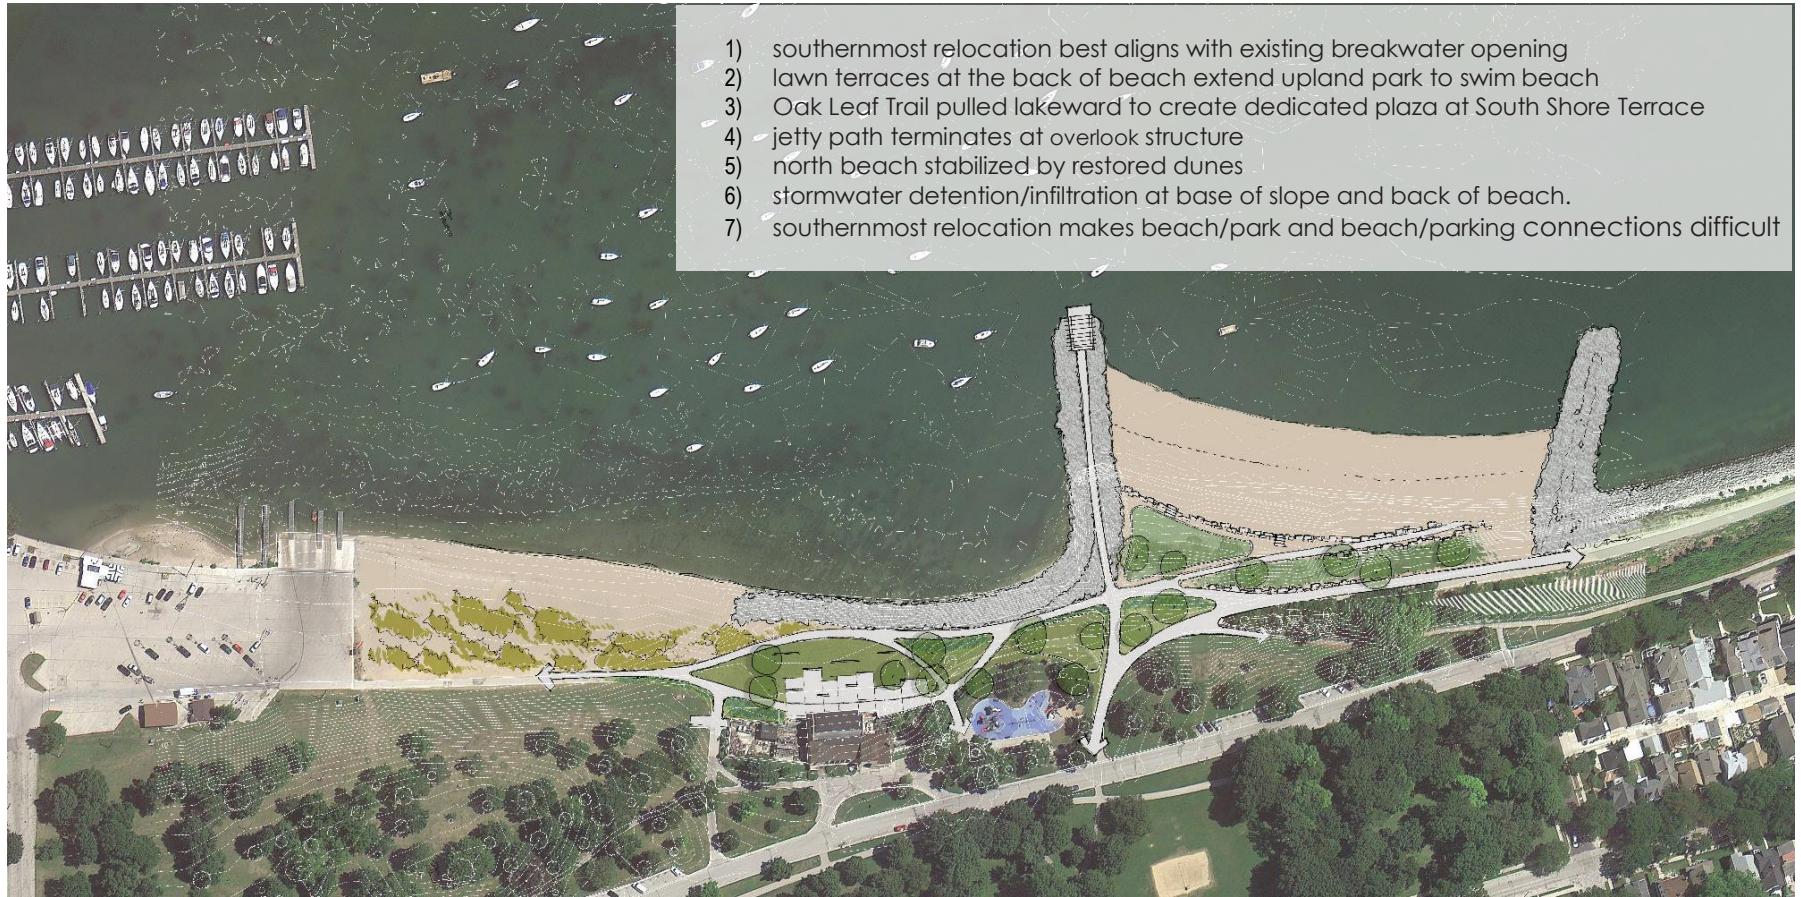 1) southernmost relocation best aligns with existing breakwater opening
2) lawn terraces at the back of beach extend upland park to swim beach
3) Oak Leaf Trail pulled lakeward to create dedicated plaza at South Shore Terrace
4) jetty path terminates at overlook structure
5) north beach stabilized by restored dunes
6) stormwater detention/infiltration at base of slope and back of beach.
7) southernmost relocation makes beach/park and beach/parking connections difficult